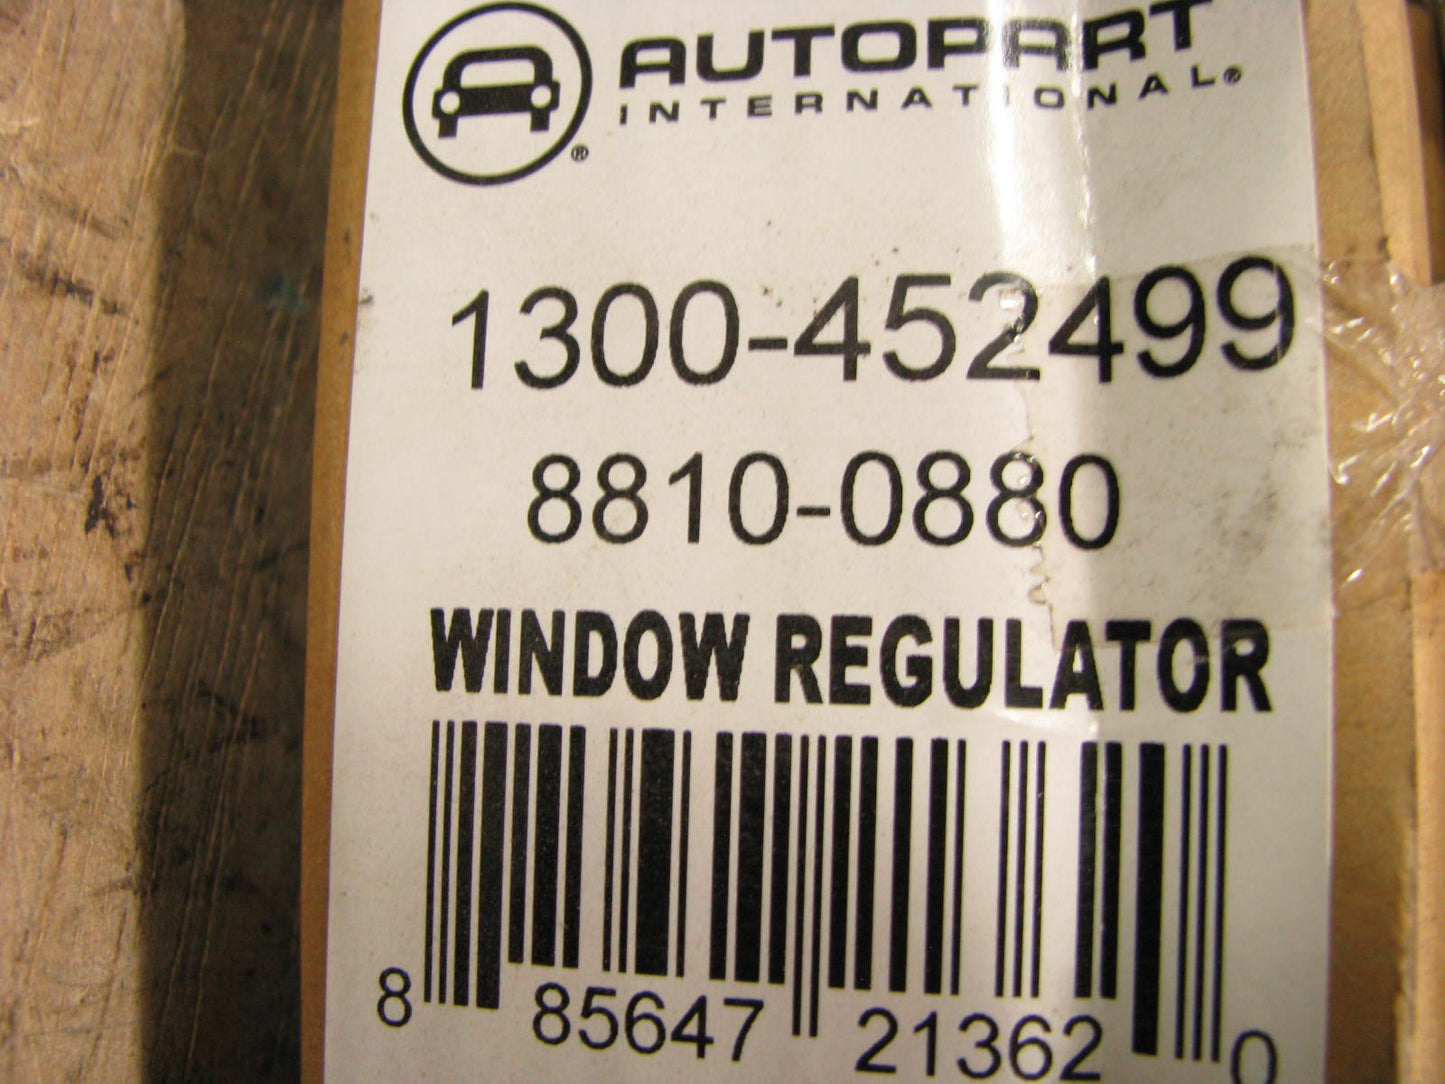 AUTOPART
INTERNATIONAL®
®
1300-452499
8810-0880
WINDOW REGULATOR
8 85647 21362 0